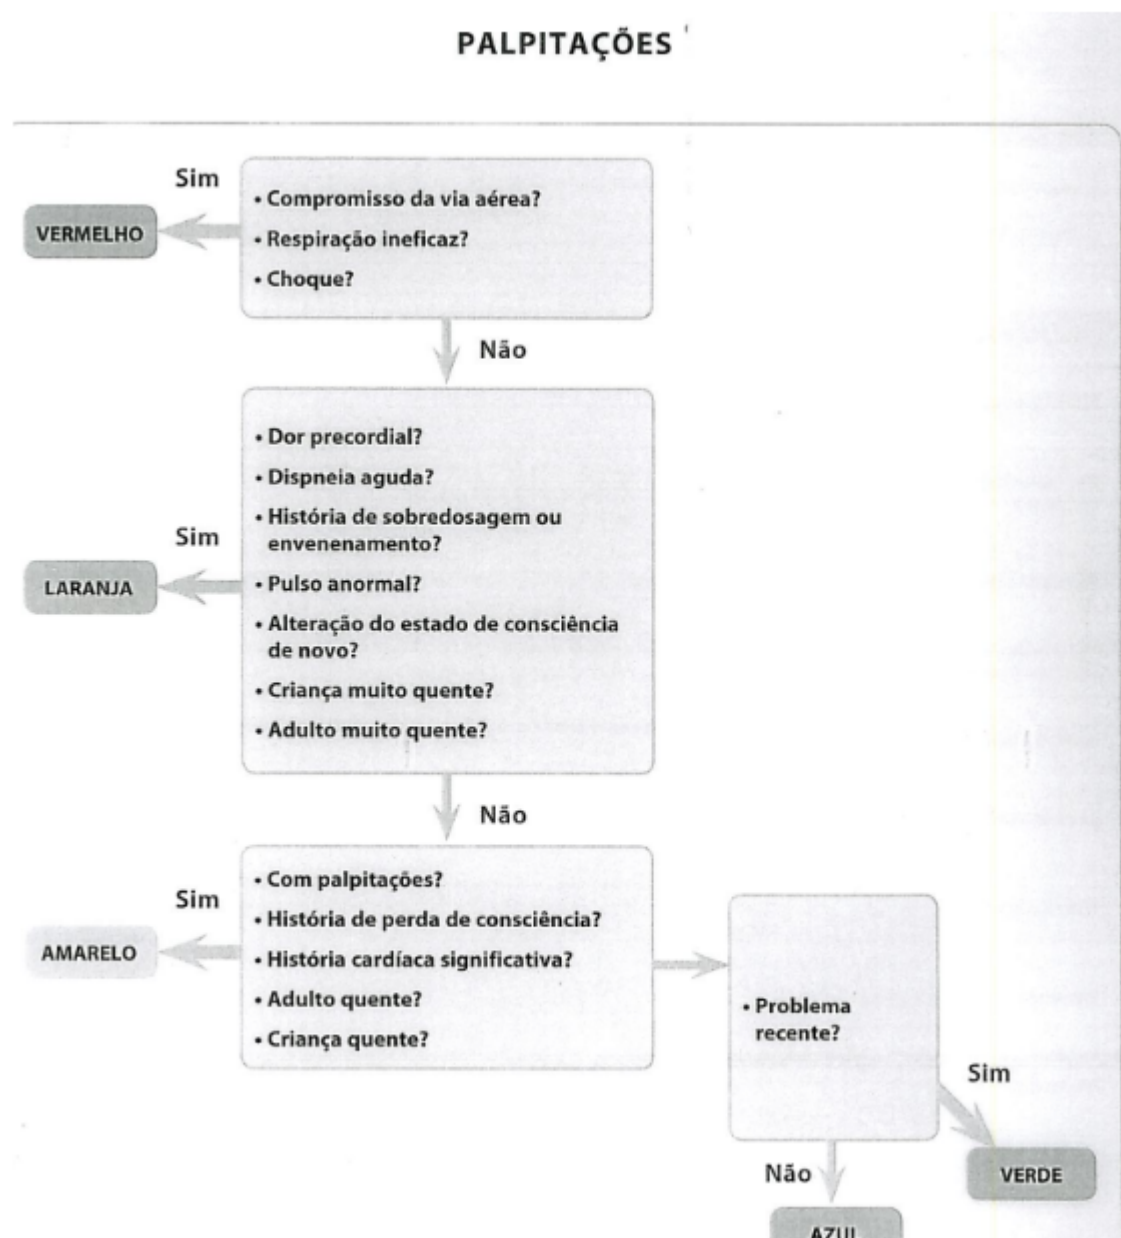 PALPITAÇÕES
Sim
• Compromisso da via aérea?
VERMELHO
• Respiração ineficaz?
• Choque?
Não
• Dor precordial?
• Dispneia aguda?
• História de sobredosagem ou
envenenamento?
Sim
LARANJA
• Pulso anormal?
• Alteração do estado de consciência
de novo?
• Criança muito quente?
• Adulto muito quente?
Não
• Com palpitações?
Sim
• História de perda de consciência?
AMARELO
• História cardíaca significativa?
• Adulto quente?
• Criança quente?
• Problema
recente?
Sim
Não
VERDE
AZUL